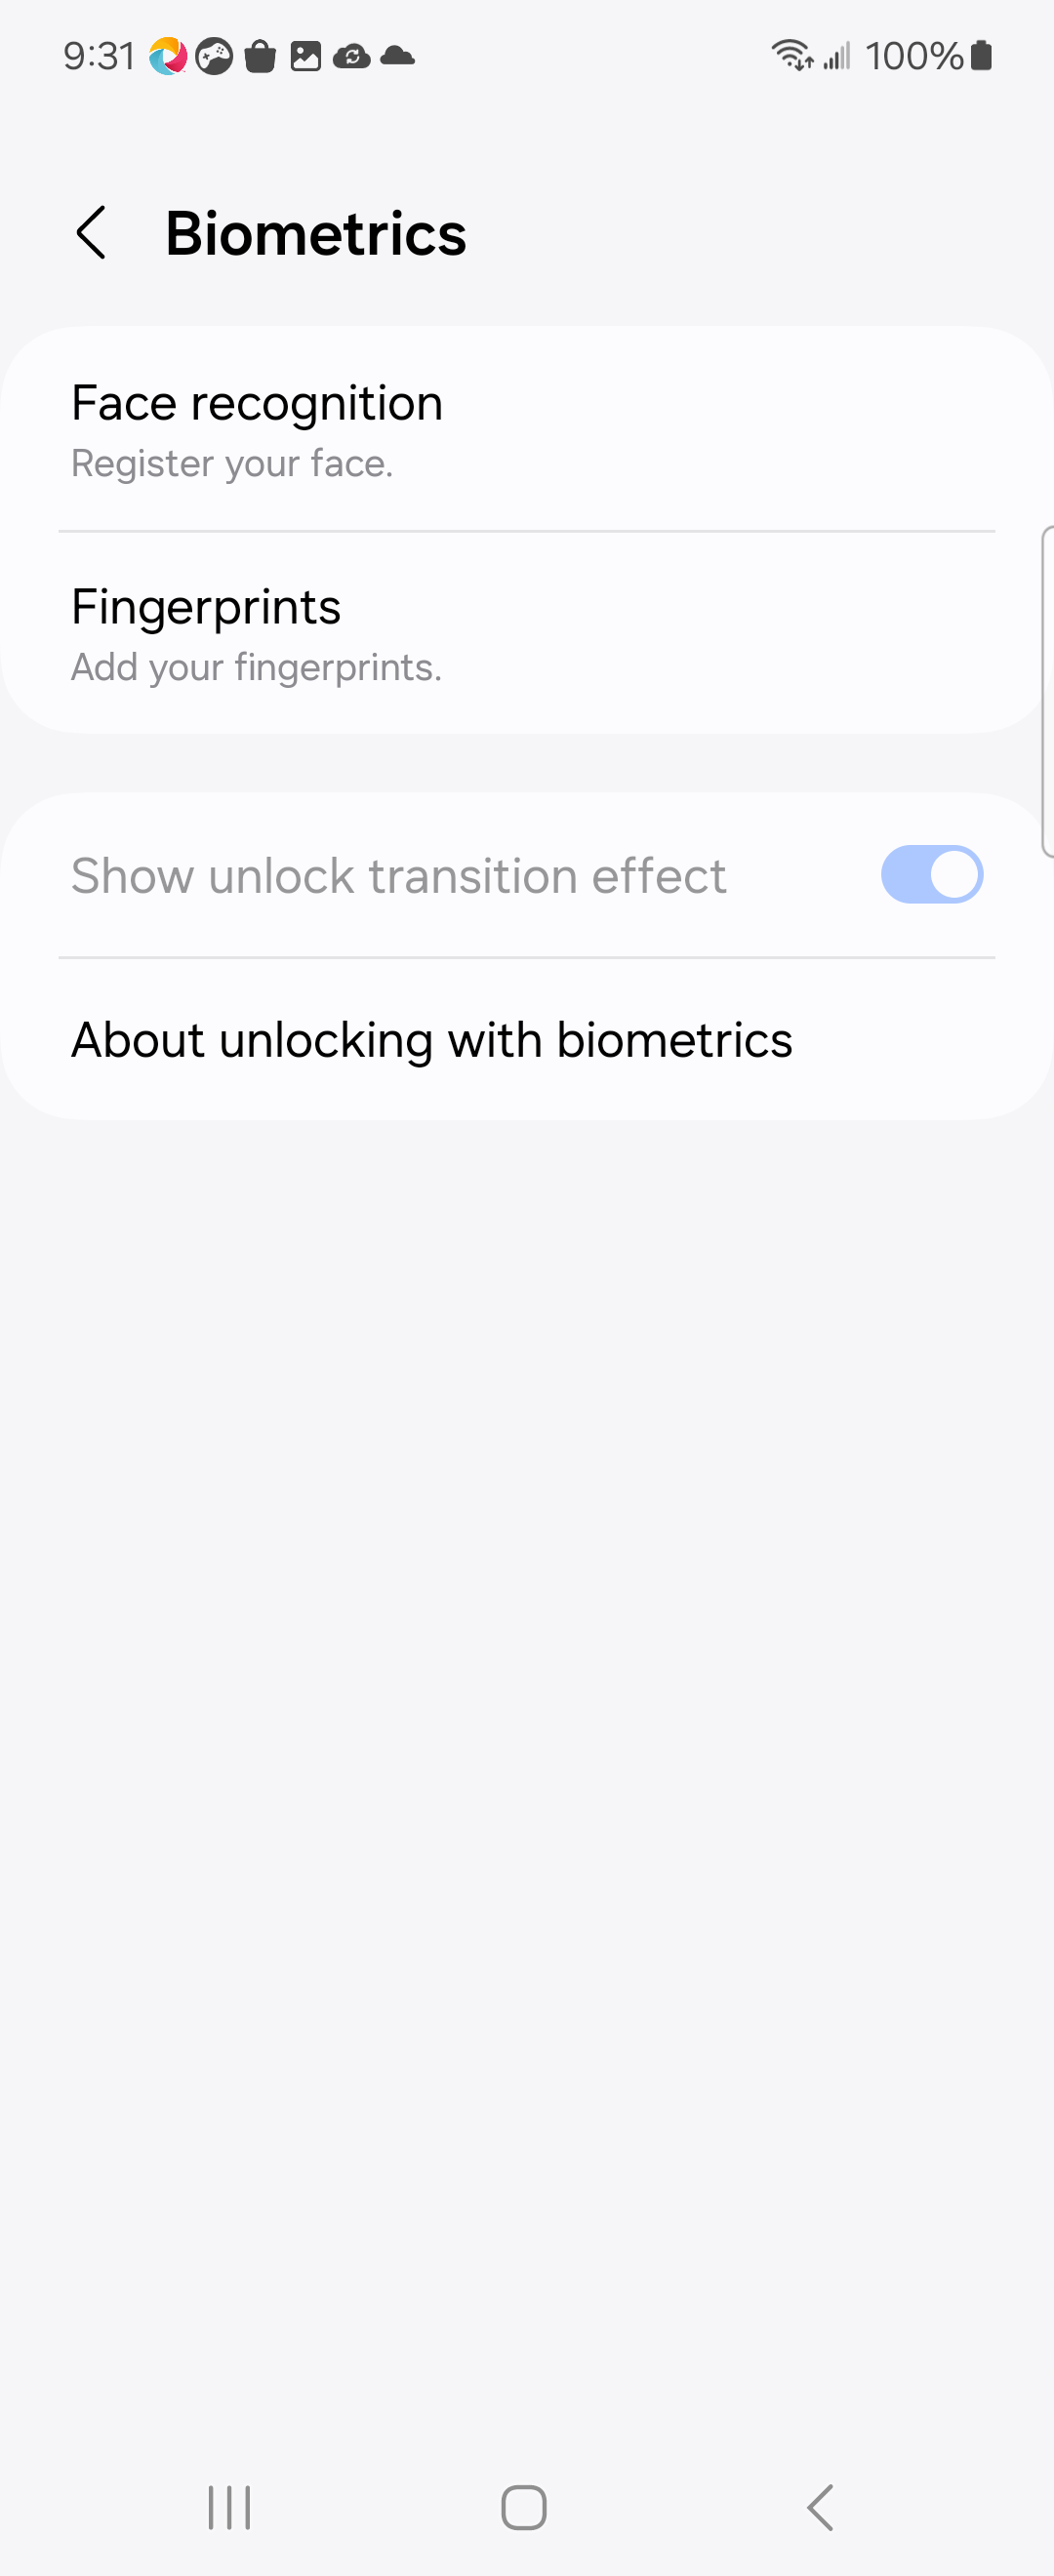 9:31 100%
Biometrics
Face recognition
Register your face.
Fingerprints
Add your fingerprints.
Show unlock transition effect
About unlocking with biometrics